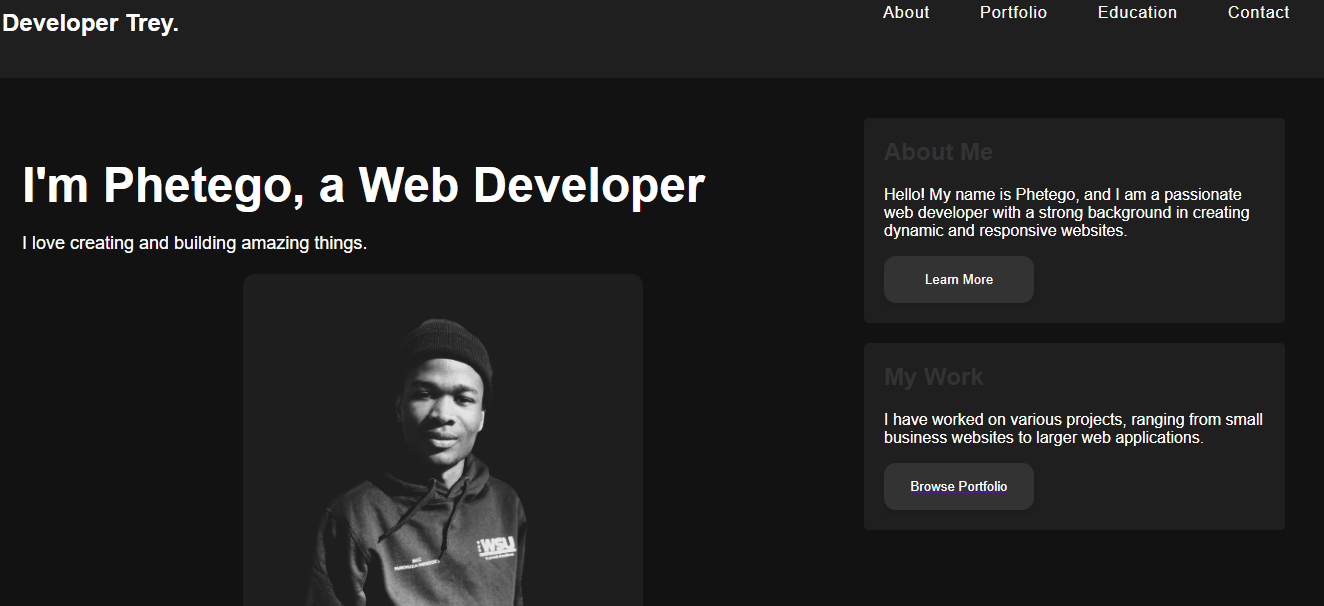 Developer Trey.
About Portfolio Education Contact
I'm Phetego, a Web Developer
I love creating and building amazing things.
WSU
About Me
Hello! My name is Phetego, and I am a passionate
web developer with a strong background in creating
dynamic and responsive websites.
Learn More
My Work
I have worked on various projects, ranging from small
business websites to larger web applications.
Browse Portfolio